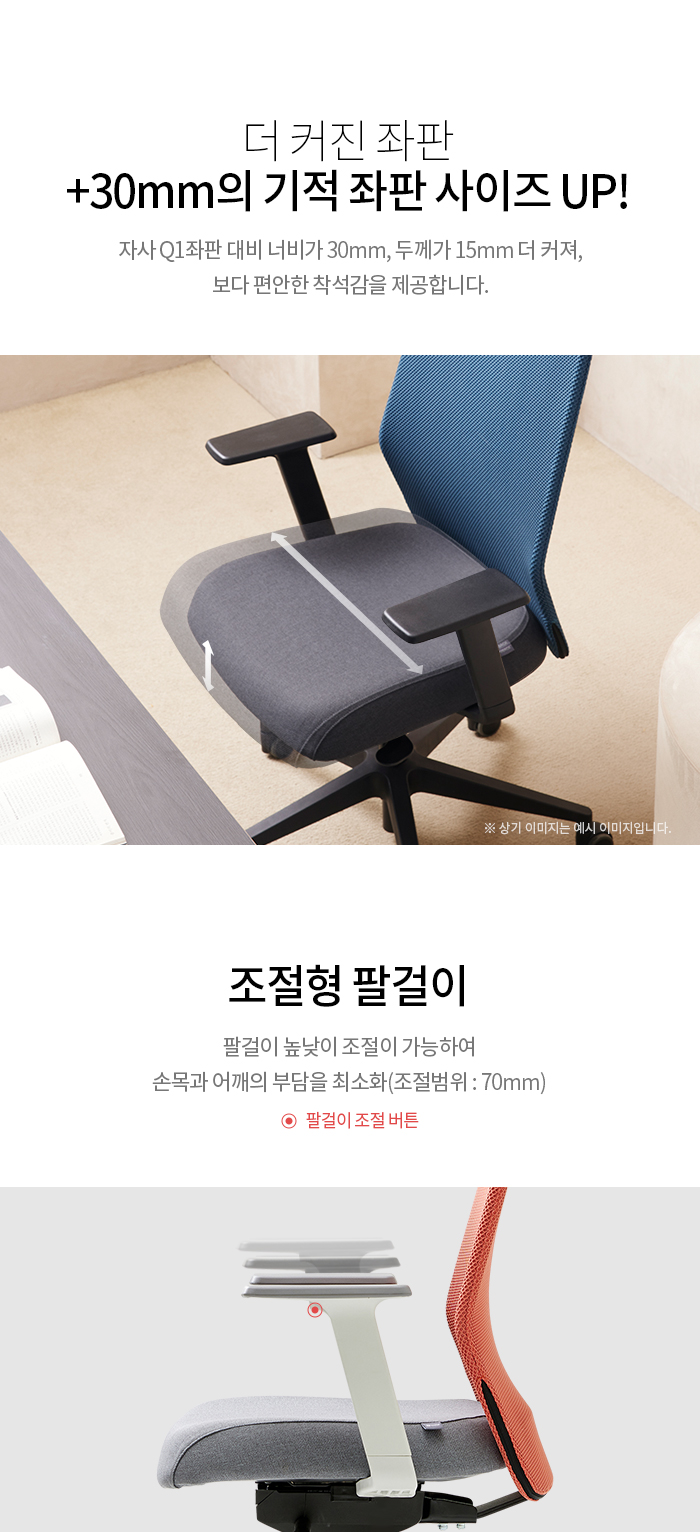 더 커진 좌판
+30mm의 기적 좌판 사이즈 UP!
자사 Q1좌판 대비 너비가 30mm, 두께가 15mm 더 커져,
보다 편안한 착석감을 제공합니다.
※ 상기 이미지는 예시 이미지입니다.
조절형 팔걸이
팔걸이 높낮이 조절이 가능하여
손목과 어깨의 부담을 최소화(조절범위 : 70mm)
팔걸이 조절 버튼